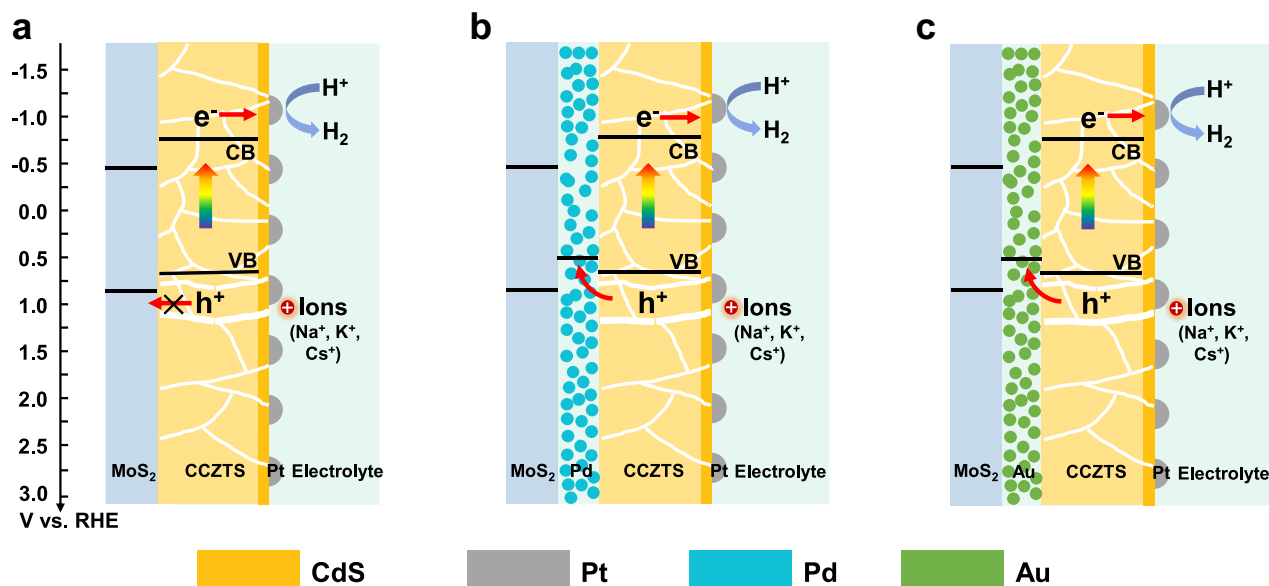 a
-1.5
-1.0
-0.5
0.0
0.5
1.0
1.5
2.0
2.5
3.0
V vs. RHE
e⁻
H⁺
H₂
CB
VB
h⁺
+
Ions
(Na⁺, K⁺,
Cs⁺)
MoS₂
CCZTS
Pt
Electrolyte
b
e⁻
H⁺
H₂
CB
VB
h⁺
+
Ions
(Na⁺, K⁺,
Cs⁺)
MoS₂
Pd
CCZTS
Pt
Electrolyte
c
e⁻
H⁺
H₂
CB
VB
h⁺
+
Ions
(Na⁺, K⁺,
Cs⁺)
MoS₂
Au
CCZTS
Pt
Electrolyte
CdS
Pt
Pd
Au